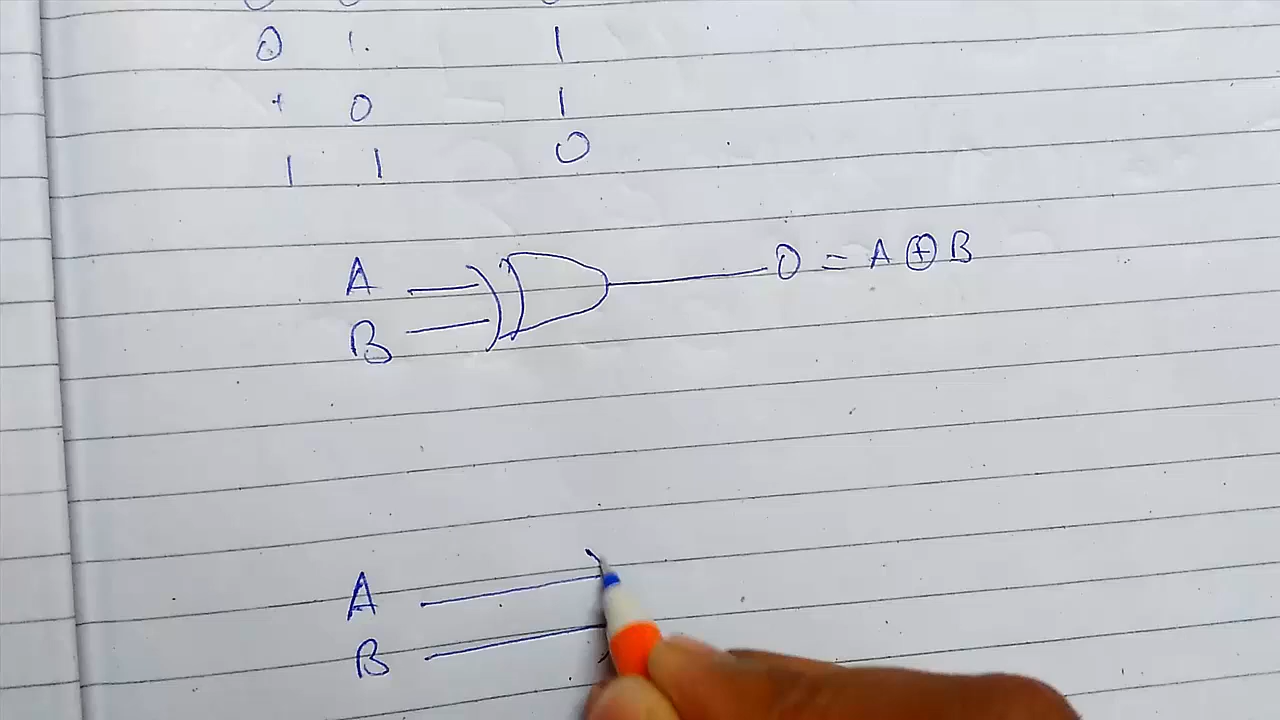 0 1 1
1 0 1
1 1 0
A O = A ⊕ B
B
A
B